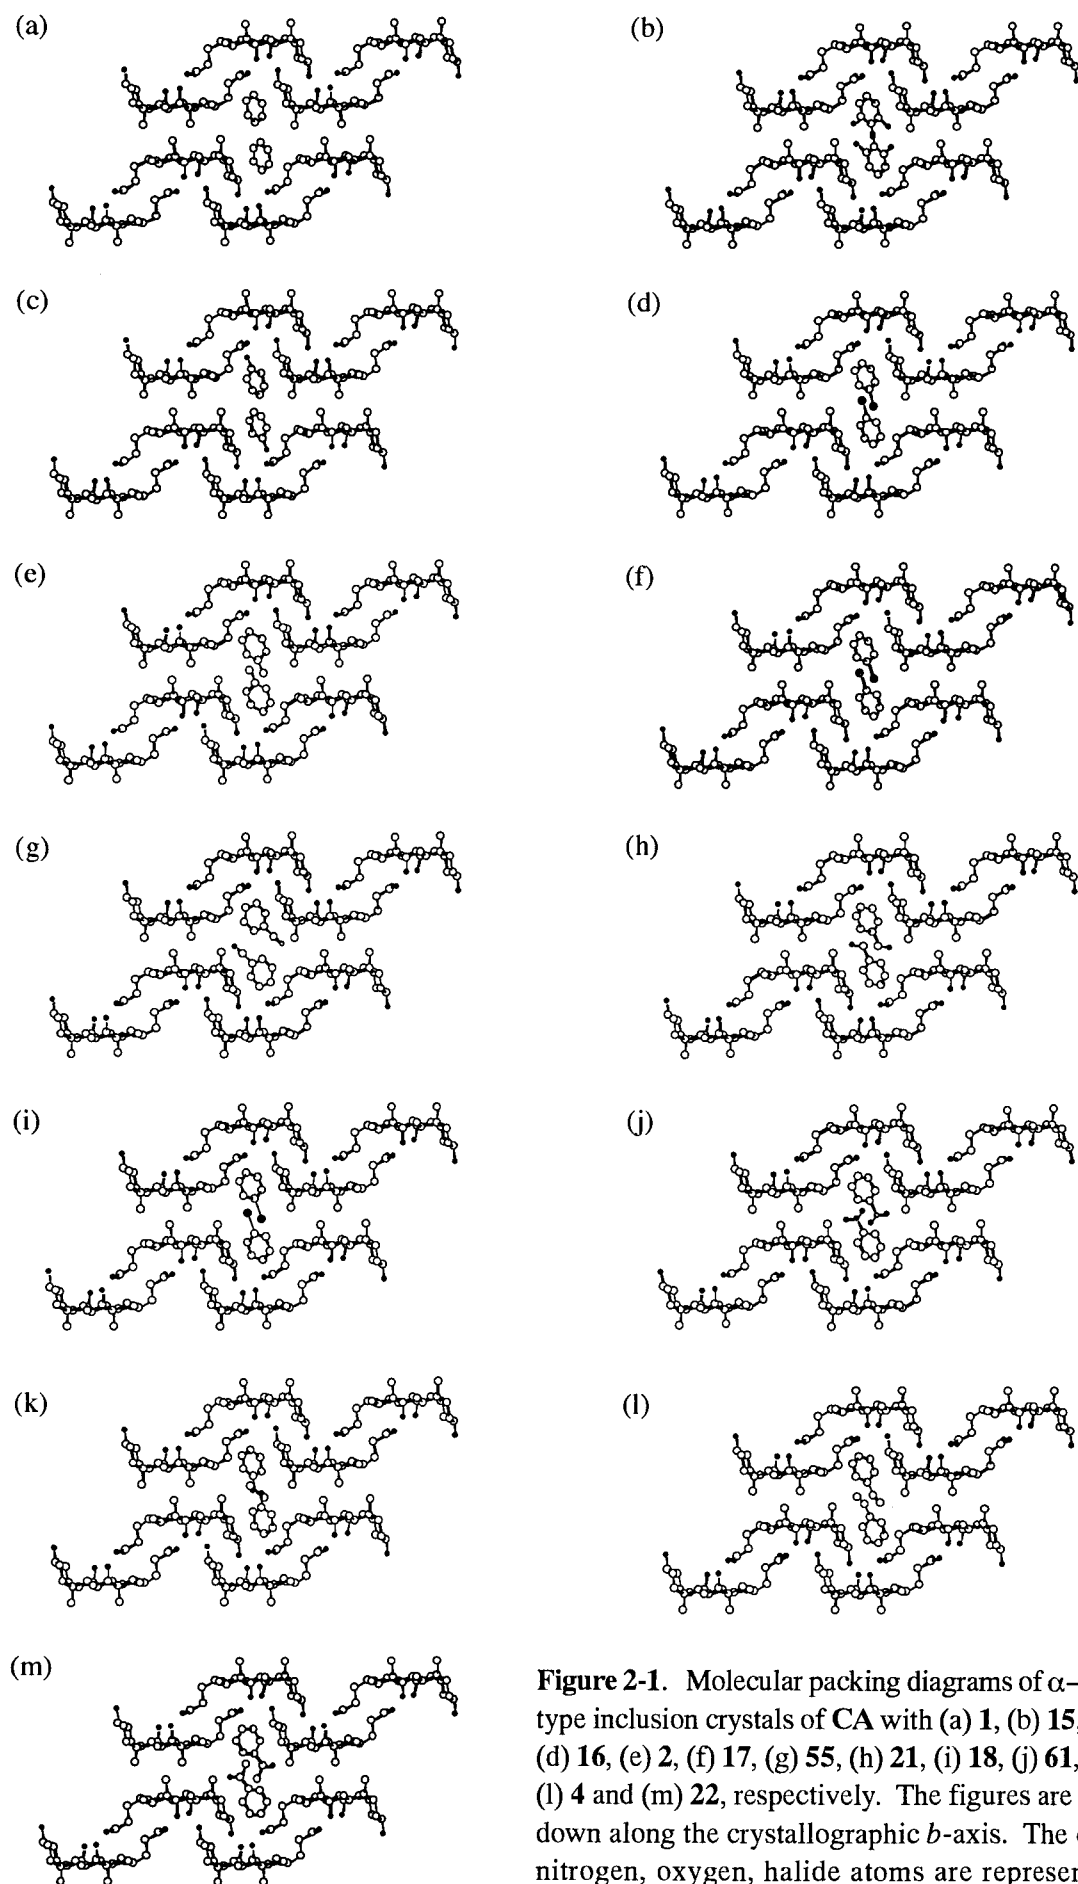 (a)
(b)
(c)
(d)
(e)
(f)
(g)
(h)
(i)
(j)
(k)
(l)
(m)
Figure 2-1. Molecular packing diagrams of α–
type inclusion crystals of CA with (a) 1, (b) 15,
(d) 16, (e) 2, (f) 17, (g) 55, (h) 21, (i) 18, (j) 61,
(l) 4 and (m) 22, respectively. The figures are
down along the crystallographic b-axis. The
nitrogen, oxygen, halide atoms are represen